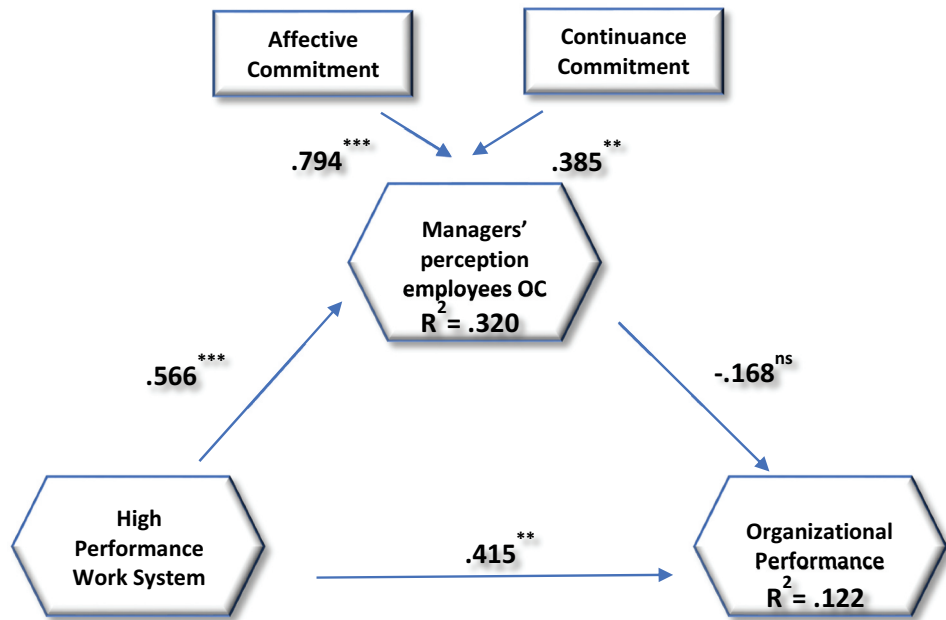 Affective
Commitment
Continuance
Commitment
.794***
.385**
Managers’
perception
employees OC
R² = .320
.566***
-.168ns
High
Performance
Work System
.415**
Organizational
Performance
R² = .122